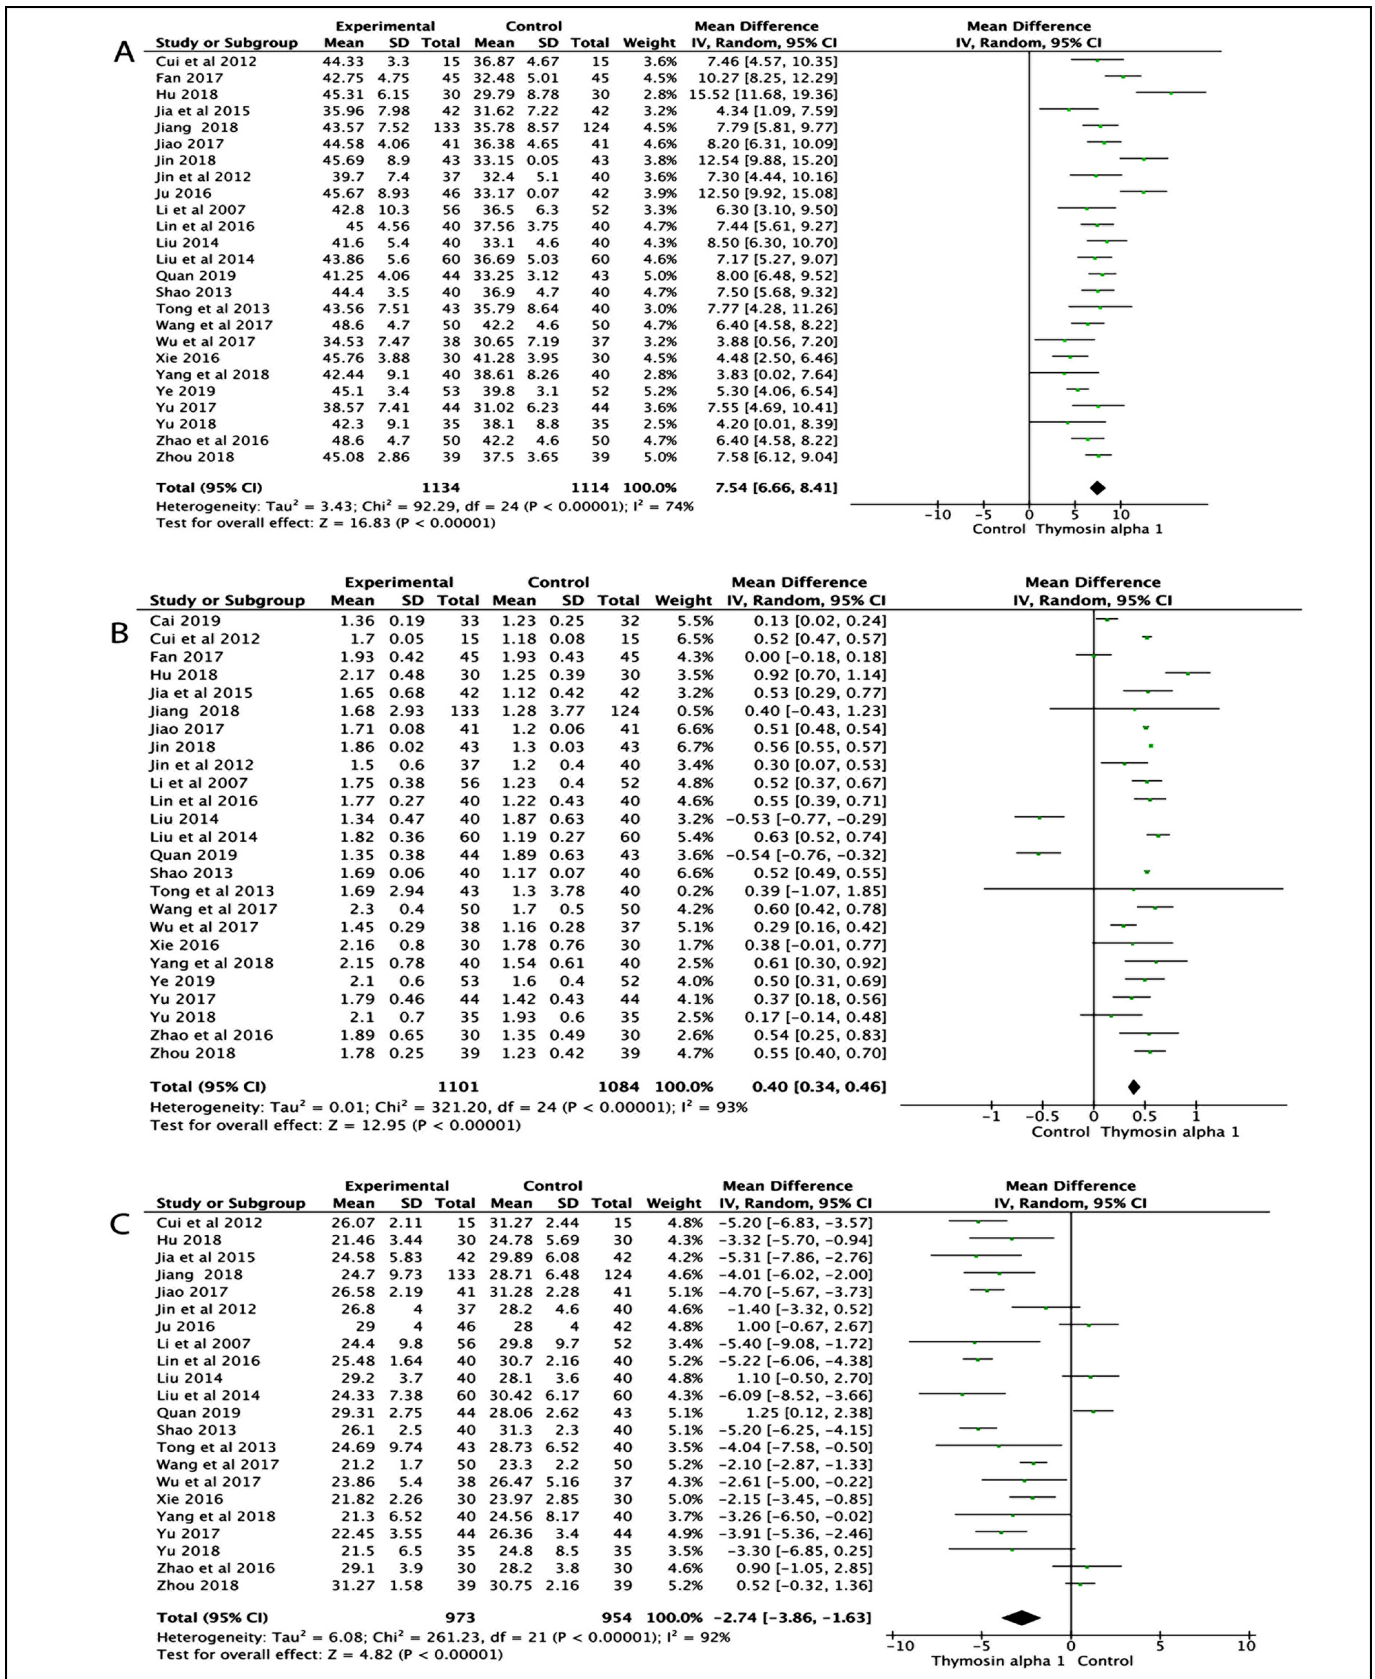 A
Experimental Control Mean Difference Mean Difference
Study or Subgroup Mean SD Total Mean SD Total Weight IV, Random, 95% CI IV, Random, 95% CI
Cui et al 2012 44.33 3.3 15 36.87 4.67 15 3.6% 7.46 [4.57, 10.35]
Fan 2017 42.75 4.75 45 32.48 5.01 45 4.5% 10.27 [8.25, 12.29]
Hu 2018 45.31 6.15 30 29.79 8.78 30 2.8% 15.52 [11.68, 19.36]
Jia et al 2015 35.96 7.98 42 31.62 7.22 42 3.2% 4.34 [1.09, 7.59]
Jiang 2018 43.57 7.52 133 35.78 8.57 124 4.5% 7.79 [5.81, 9.77]
Jiao 2017 44.58 4.06 41 36.38 4.65 41 4.6% 8.20 [6.31, 10.09]
Jin 2018 45.69 8.9 43 33.15 0.05 43 3.8% 12.54 [9.88, 15.20]
Jin et al 2012 39.7 7.4 37 32.4 5.1 40 3.6% 7.30 [4.44, 10.16]
Ju 2016 45.67 8.93 46 33.17 0.07 42 3.9% 12.50 [9.92, 15.08]
Li et al 2007 42.8 10.3 56 36.5 6.3 52 3.3% 6.30 [3.10, 9.50]
Lin et al 2016 45 4.56 40 37.56 3.75 40 4.7% 7.44 [5.61, 9.27]
Liu 2014 41.6 5.4 40 33.1 4.6 40 4.3% 8.50 [6.30, 10.70]
Liu et al 2014 43.86 5.6 60 36.69 5.03 60 4.6% 7.17 [5.27, 9.07]
Quan 2019 41.25 4.06 44 33.25 3.12 43 5.0% 8.00 [6.48, 9.52]
Shao 2013 44.4 3.5 40 36.9 4.7 40 4.7% 7.50 [5.68, 9.32]
Tong et al 2013 43.56 7.51 43 35.79 8.64 40 3.0% 7.77 [4.28, 11.26]
Wang et al 2017 48.6 4.7 50 42.2 4.6 50 4.7% 6.40 [4.58, 8.22]
Wu et al 2017 34.53 7.47 38 30.65 7.19 37 3.2% 3.88 [0.56, 7.20]
Xie 2016 45.76 3.88 30 41.28 3.95 30 4.5% 4.48 [2.50, 6.46]
Yang et al 2018 42.44 9.1 40 38.61 8.26 40 2.8% 3.83 [0.02, 7.64]
Ye 2019 45.1 3.4 53 39.8 3.1 52 5.2% 5.30 [4.06, 6.54]
Yu 2017 38.57 7.41 44 31.02 6.23 44 3.6% 7.55 [4.69, 10.41]
Yu 2018 42.3 9.1 35 38.1 8.8 35 2.5% 4.20 [0.01, 8.39]
Zhao et al 2016 48.6 4.7 50 42.2 4.6 50 4.7% 6.40 [4.58, 8.22]
Zhou 2018 45.08 2.86 39 37.5 3.65 39 5.0% 7.58 [6.12, 9.04]
Total (95% CI) 1134 1114 100.0% 7.54 [6.66, 8.41]
Heterogeneity: Tau² = 3.43; Chi² = 92.29, df = 24 (P < 0.00001); I² = 74%
Test for overall effect: Z = 16.83 (P < 0.00001)
−10 −5 0 5 10
Control Thymosin alpha 1
B
Experimental Control Mean Difference Mean Difference
Study or Subgroup Mean SD Total Mean SD Total Weight IV, Random, 95% CI IV, Random, 95% CI
Cai 2019 1.36 0.19 33 1.23 0.25 32 5.5% 0.13 [0.02, 0.24]
Cui et al 2012 1.7 0.05 15 1.18 0.08 15 6.5% 0.52 [0.47, 0.57]
Fan 2017 1.93 0.42 45 1.93 0.43 45 4.3% 0.00 [−0.18, 0.18]
Hu 2018 2.17 0.48 30 1.25 0.39 30 3.5% 0.92 [0.70, 1.14]
Jia et al 2015 1.65 0.68 42 1.12 0.42 42 3.2% 0.53 [0.29, 0.77]
Jiang 2018 1.68 2.93 133 1.28 3.77 124 0.5% 0.40 [−0.43, 1.23]
Jiao 2017 1.71 0.08 41 1.2 0.06 41 6.6% 0.51 [0.48, 0.54]
Jin 2018 1.86 0.02 43 1.3 0.03 43 6.7% 0.56 [0.55, 0.57]
Jin et al 2012 1.5 0.6 37 1.2 0.4 40 3.4% 0.30 [0.07, 0.53]
Li et al 2007 1.75 0.38 56 1.23 0.4 52 4.8% 0.52 [0.37, 0.67]
Lin et al 2016 1.77 0.27 40 1.22 0.43 40 4.6% 0.55 [0.39, 0.71]
Liu 2014 1.34 0.47 40 1.87 0.63 40 3.2% −0.53 [−0.77, −0.29]
Liu et al 2014 1.82 0.36 60 1.19 0.27 60 5.4% 0.63 [0.52, 0.74]
Quan 2019 1.35 0.38 44 1.89 0.63 43 3.6% −0.54 [−0.76, −0.32]
Shao 2013 1.69 0.06 40 1.17 0.07 40 6.6% 0.52 [0.49, 0.55]
Tong et al 2013 1.69 2.94 43 1.3 3.78 40 0.2% 0.39 [−1.07, 1.85]
Wang et al 2017 2.3 0.4 50 1.7 0.5 50 4.2% 0.60 [0.42, 0.78]
Wu et al 2017 1.45 0.29 38 1.16 0.28 37 5.1% 0.29 [0.16, 0.42]
Xie 2016 2.16 0.8 30 1.78 0.76 30 1.7% 0.38 [−0.01, 0.77]
Yang et al 2018 2.15 0.78 40 1.54 0.61 40 2.5% 0.61 [0.30, 0.92]
Ye 2019 2.1 0.6 53 1.6 0.4 52 4.1% 0.50 [0.31, 0.69]
Yu 2017 1.79 0.46 44 1.42 0.43 44 4.1% 0.37 [0.18, 0.56]
Yu 2018 2.1 0.7 35 1.93 0.6 35 2.5% 0.17 [−0.14, 0.48]
Zhao et al 2016 1.89 0.65 30 1.35 0.49 30 2.6% 0.54 [0.25, 0.83]
Zhou 2018 1.78 0.25 39 1.23 0.42 39 4.7% 0.55 [0.40, 0.70]
Total (95% CI) 1101 1084 100.0% 0.40 [0.34, 0.46]
Heterogeneity: Tau² = 0.01; Chi² = 321.20, df = 24 (P < 0.00001); I² = 93%
Test for overall effect: Z = 12.95 (P < 0.00001)
−1 −0.5 0 0.5 1
Control Thymosin alpha 1
C
Experimental Control Mean Difference Mean Difference
Study or Subgroup Mean SD Total Mean SD Total Weight IV, Random, 95% CI IV, Random, 95% CI
Cui et al 2012 26.07 2.11 15 31.27 2.44 15 4.8% −5.20 [−6.83, −3.57]
Hu 2018 21.46 3.44 30 24.78 5.69 30 4.3% −3.32 [−5.70, −0.94]
Jia et al 2015 24.58 5.83 42 29.89 6.08 42 4.2% −5.31 [−7.86, −2.76]
Jiang 2018 24.7 9.73 133 28.71 6.48 124 4.6% −4.01 [−6.02, −2.00]
Jiao 2017 26.58 2.19 41 31.28 2.28 41 5.1% −4.70 [−5.67, −3.73]
Jin et al 2012 26.8 4 37 28.2 4.6 40 4.6% −1.40 [−3.32, 0.52]
Ju 2016 29 4 46 28 4 42 4.8% 1.00 [−0.67, 2.67]
Li et al 2007 24.4 9.8 56 29.8 9.7 52 3.4% −5.40 [−9.08, −1.72]
Lin et al 2016 25.48 1.64 40 30.7 2.16 40 5.2% −5.22 [−6.06, −4.38]
Liu 2014 29.2 3.7 40 28.1 3.6 40 4.8% 1.10 [−0.50, 2.70]
Liu et al 2014 24.33 7.38 60 30.42 6.17 60 4.3% −6.09 [−8.52, −3.66]
Quan 2019 29.31 2.75 44 28.06 2.62 43 5.1% 1.25 [0.12, 2.38]
Shao 2013 26.1 2.5 40 31.3 2.3 40 5.1% −5.20 [−6.25, −4.15]
Tong et al 2013 24.69 9.74 43 28.73 6.52 40 3.5% −4.04 [−7.58, −0.50]
Wang et al 2017 21.2 1.7 50 23.3 2.2 50 5.2% −2.10 [−2.87, −1.33]
Wu et al 2017 23.86 5.4 38 26.47 5.16 37 4.3% −2.61 [−5.00, −0.22]
Xie 2016 21.82 2.26 30 23.97 2.85 30 5.0% −2.15 [−3.45, −0.85]
Yang et al 2018 21.3 6.52 40 24.56 8.17 40 3.7% −3.26 [−6.50, −0.02]
Yu 2017 22.45 3.55 44 26.36 3.4 44 4.9% −3.91 [−5.36, −2.46]
Yu 2018 21.5 6.5 35 24.8 8.5 35 3.5% −3.30 [−6.85, 0.25]
Zhao et al 2016 29.1 3.9 30 28.2 3.8 30 4.6% 0.90 [−1.05, 2.85]
Zhou 2018 31.27 1.58 39 30.75 2.16 39 5.2% 0.52 [−0.32, 1.36]
Total (95% CI) 973 954 100.0% −2.74 [−3.86, −1.63]
Heterogeneity: Tau² = 6.08; Chi² = 261.23, df = 21 (P < 0.00001); I² = 92%
Test for overall effect: Z = 4.82 (P < 0.00001)
−10 −5 0 5 10
Thymosin alpha 1 Control